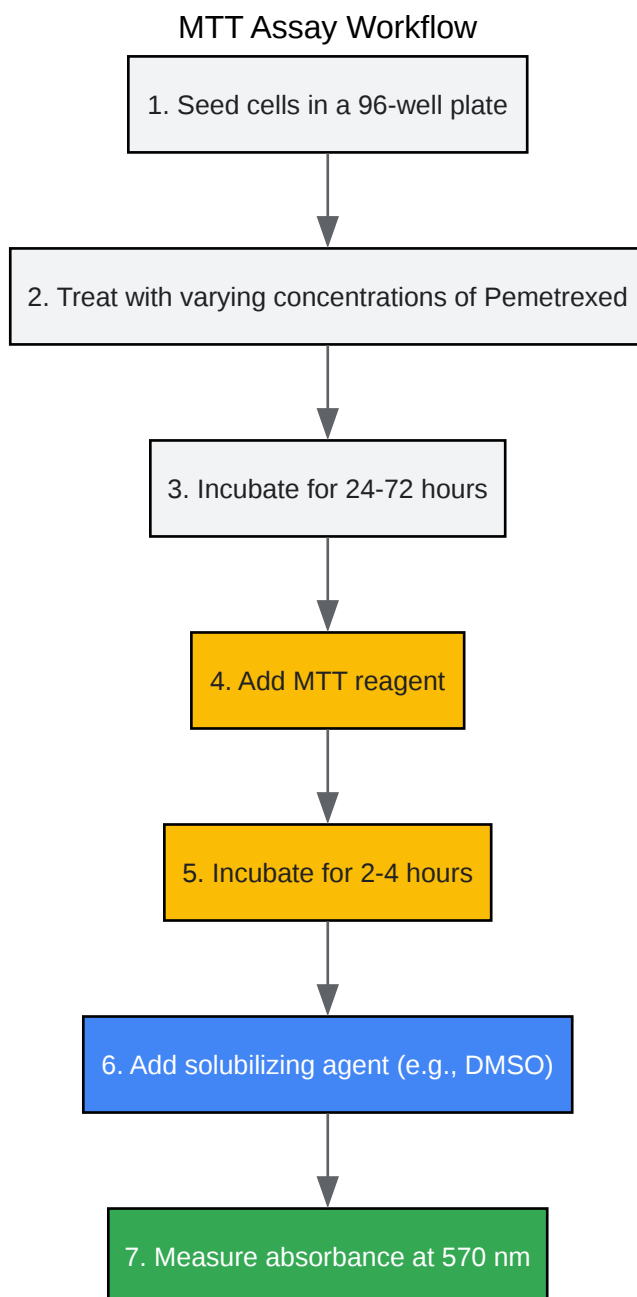 MTT Assay Workflow
1. Seed cells in a 96-well plate
2. Treat with varying concentrations of Pemetrexed
3. Incubate for 24-72 hours
4. Add MTT reagent
5. Incubate for 2-4 hours
6. Add solubilizing agent (e.g., DMSO)
7. Measure absorbance at 570 nm